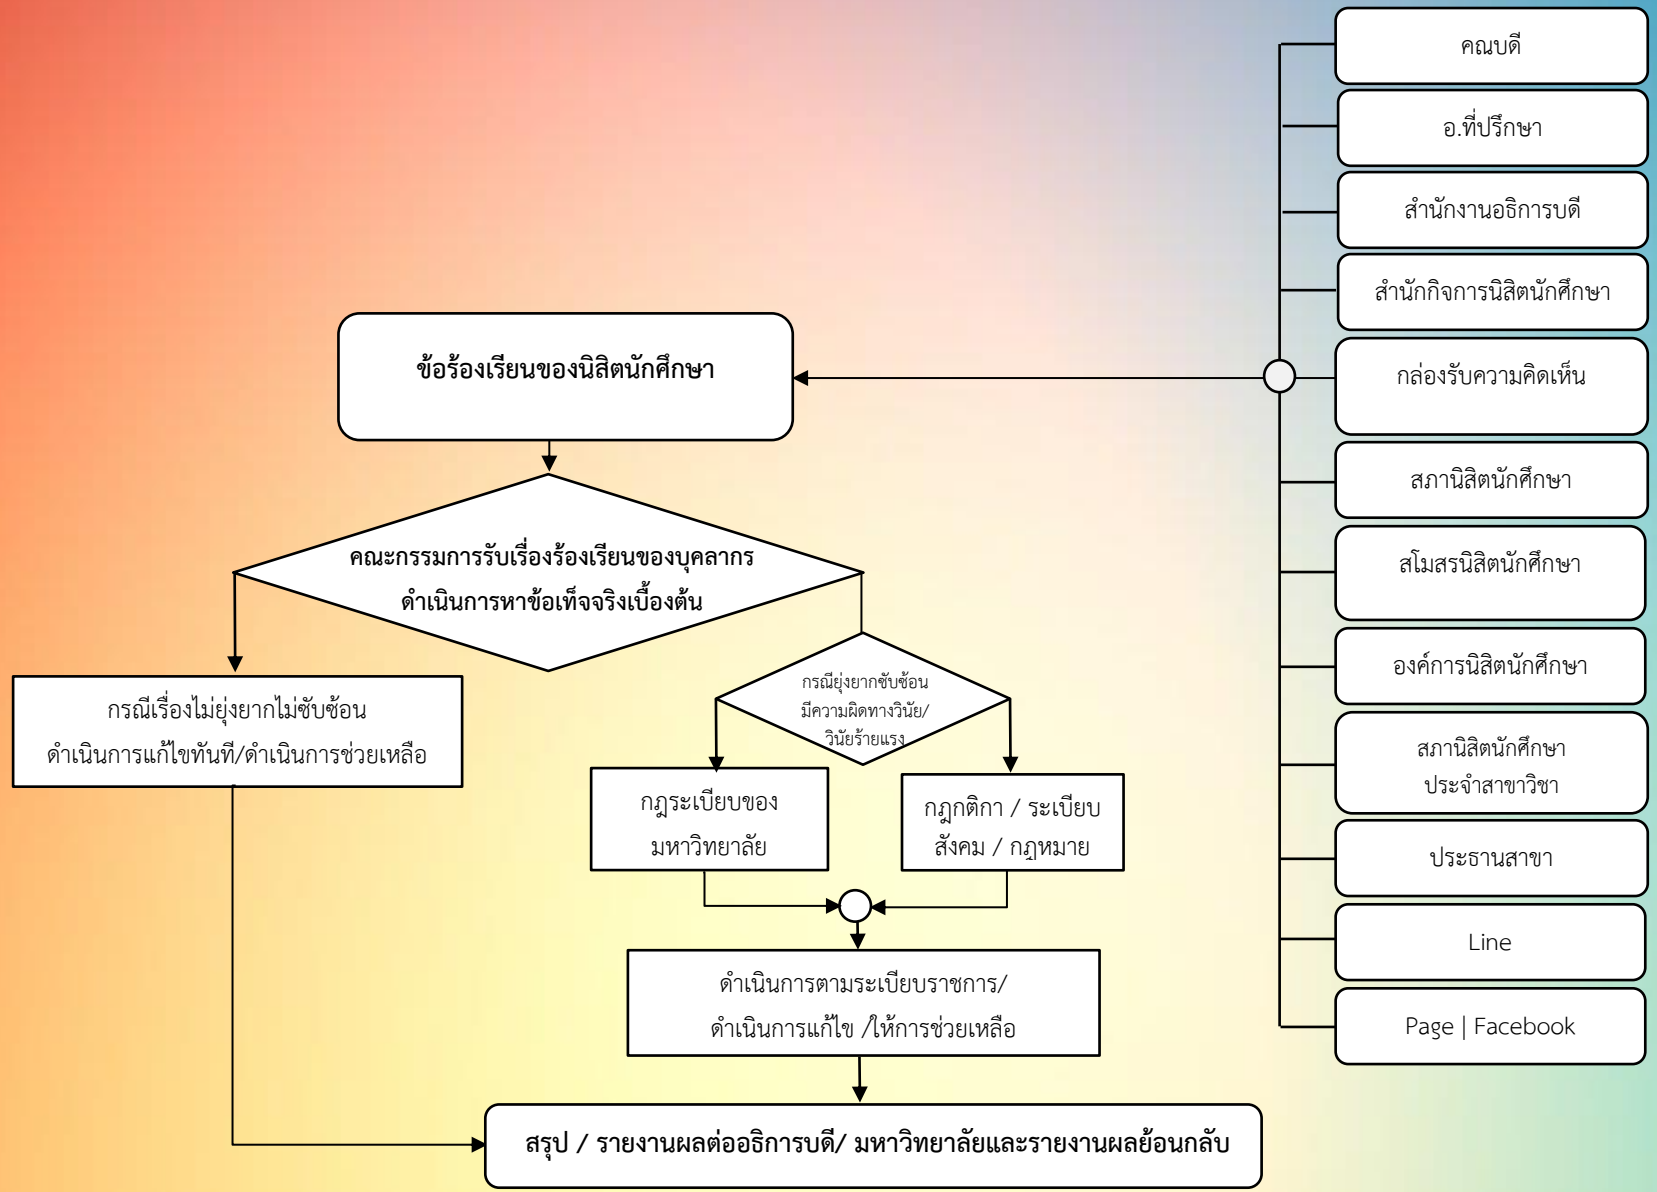 คณบดี
อ.ที่ปรึกษา
สำนักงานอธิการบดี
สำนักกิจการนิสิตนักศึกษา
กล่องรับความคิดเห็น
สภานิสิตนักศึกษา
สโมสรนิสิตนักศึกษา
องค์การนิสิตนักศึกษา
สภานิสิตนักศึกษา
ประจำสาขาวิชา
ประธานสาขา
Line
Page | Facebook
ข้อร้องเรียนของนิสิตนักศึกษา
คณะกรรมการรับเรื่องร้องเรียนของบุคลากร
ดำเนินการหาข้อเท็จจริงเบื้องต้น
กรณีเรื่องไม่ยุ่งยากไม่ซับซ้อน
ดำเนินการแก้ไขทันที/ดำเนินการช่วยเหลือ
กรณียุ่งยากซับซ้อน
มีความผิดทางวินัย/
วินัยร้ายแรง
กฎระเบียบของ
มหาวิทยาลัย
กฎกติกา / ระเบียบ
สังคม / กฎหมาย
ดำเนินการตามระเบียบราชการ/
ดำเนินการแก้ไข /ให้การช่วยเหลือ
สรุป / รายงานผลต่ออธิการบดี/ มหาวิทยาลัยและรายงานผลย้อนกลับ